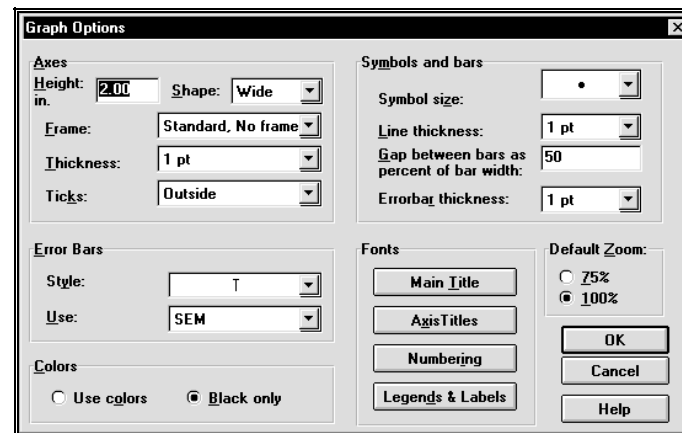 Graph Options
Axes
Height: in. 2.00 Shape: Wide
Frame: Standard, No frame
Thickness: 1 pt
Ticks: Outside
Symbols and bars
Symbol size:
Line thickness: 1 pt
Gap between bars as
percent of bar width: 50
Errorbar thickness: 1 pt
Error Bars
Style:
Use: SEM
Colors
Use colors Black only
Fonts
Main Title
AxisTitles
Numbering
Legends & Labels
Default Zoom:
75%
100%
OK
Cancel
Help